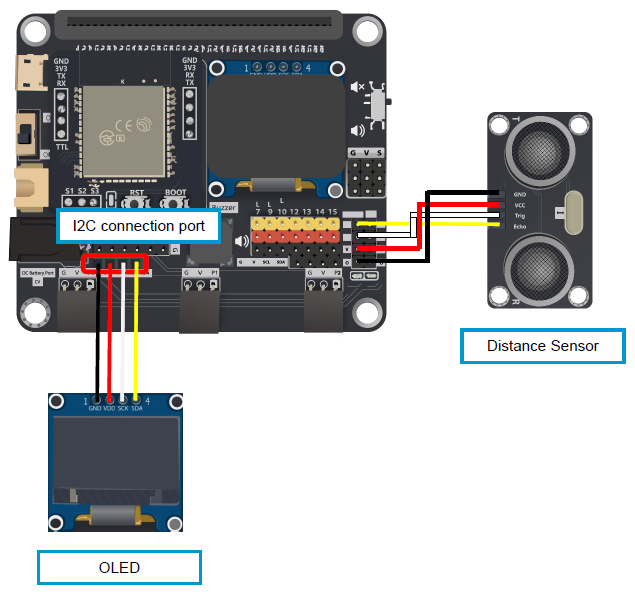 1 4
GND
3V3
TX
RX
TTL
GND
3V3
RX
TX
K
CE
G V S
S1 S2 S3
RST BOOT
I2C connection port
Buzzer
L L L
7 9 10 13 14 15
G V SCL SDA
DC Battery Port
G V P1
G V P2
T
GND
VCC
Trig
Echo
R
Distance Sensor
1 4
GND VDD SCK SDA
OLED